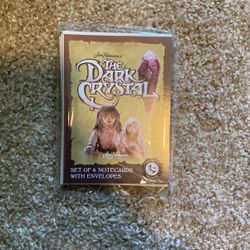 Jim Henson's
THE
DARK
CRYSTAL
SET OF 6 NOTECARDS
WITH ENVELOPES